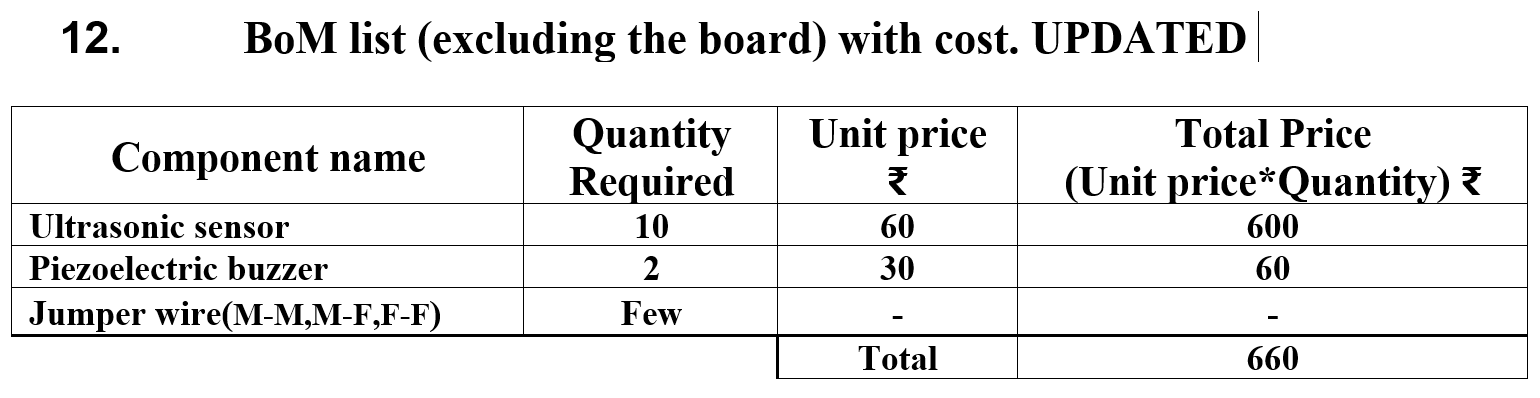 12. BoM list (excluding the board) with cost. UPDATED
Component name Quantity Required Unit price ₹ Total Price (Unit price*Quantity) ₹
Ultrasonic sensor 10 60 600
Piezoelectric buzzer 2 30 60
Jumper wire(M-M,M-F,F-F) Few - -
Total 660